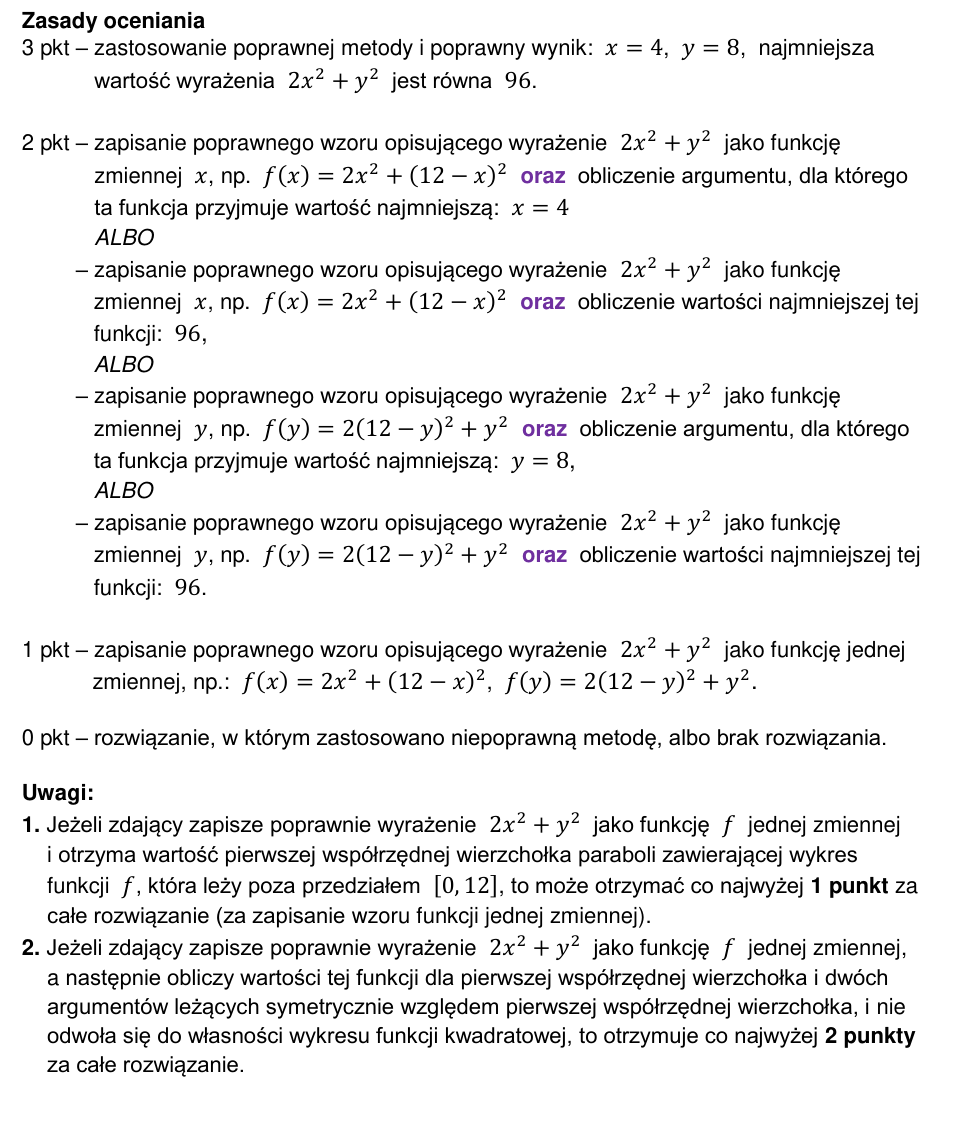 Zasady oceniania
3 pkt – zastosowanie poprawnej metody i poprawny wynik: x = 4, y = 8, najmniejsza
wartość wyrażenia 2x² + y² jest równa 96.
2 pkt – zapisanie poprawnego wzoru opisującego wyrażenie 2x² + y² jako funkcję
zmiennej x, np. f(x) = 2x² + (12 − x)² oraz obliczenie argumentu, dla którego
ta funkcja przyjmuje wartość najmniejszą: x = 4
ALBO
– zapisanie poprawnego wzoru opisującego wyrażenie 2x² + y² jako funkcję
zmiennej x, np. f(x) = 2x² + (12 − x)² oraz obliczenie wartości najmniejszej tej
funkcji: 96,
ALBO
– zapisanie poprawnego wzoru opisującego wyrażenie 2x² + y² jako funkcję
zmiennej y, np. f(y) = 2(12 − y)² + y² oraz obliczenie argumentu, dla którego
ta funkcja przyjmuje wartość najmniejszą: y = 8,
ALBO
– zapisanie poprawnego wzoru opisującego wyrażenie 2x² + y² jako funkcję
zmiennej y, np. f(y) = 2(12 − y)² + y² oraz obliczenie wartości najmniejszej tej
funkcji: 96.
1 pkt – zapisanie poprawnego wzoru opisującego wyrażenie 2x² + y² jako funkcję jednej
zmiennej, np.: f(x) = 2x² + (12 − x)², f(y) = 2(12 − y)² + y².
0 pkt – rozwiązanie, w którym zastosowano niepoprawną metodę, albo brak rozwiązania.
Uwagi:
1. Jeżeli zdający zapisze poprawnie wyrażenie 2x² + y² jako funkcję f jednej zmiennej
i otrzyma wartość pierwszej współrzędnej wierzchołka paraboli zawierającej wykres
funkcji f, która leży poza przedziałem [0, 12], to może otrzymać co najwyżej 1 punkt za
całe rozwiązanie (za zapisanie wzoru funkcji jednej zmiennej).
2. Jeżeli zdający zapisze poprawnie wyrażenie 2x² + y² jako funkcję f jednej zmiennej,
a następnie obliczy wartości tej funkcji dla pierwszej współrzędnej wierzchołka i dwóch
argumentów leżących symetrycznie względem pierwszej współrzędnej wierzchołka, i nie
odwoła się do własności wykresu funkcji kwadratowej, to otrzymuje co najwyżej 2 punkty
za całe rozwiązanie.